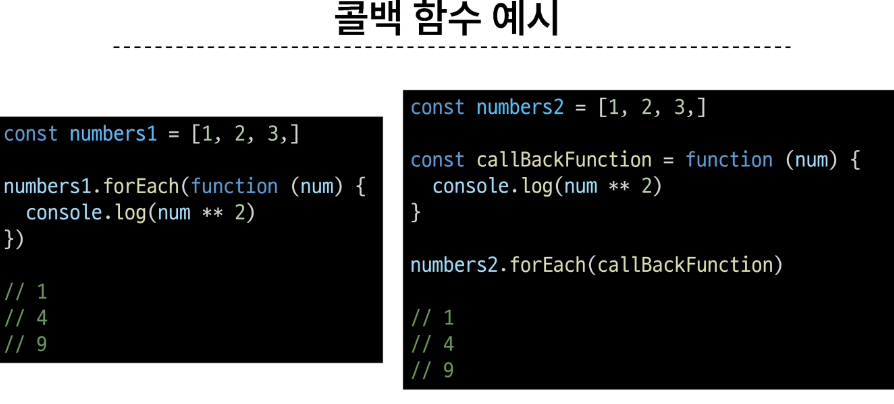 콜백 함수 예시
const numbers1 = [1, 2, 3,]
numbers1.forEach(function (num) {
  console.log(num ** 2)
})
// 1
// 4
// 9
const numbers2 = [1, 2, 3,]
const callBackFunction = function (num) {
  console.log(num ** 2)
}
numbers2.forEach(callBackFunction)
// 1
// 4
// 9